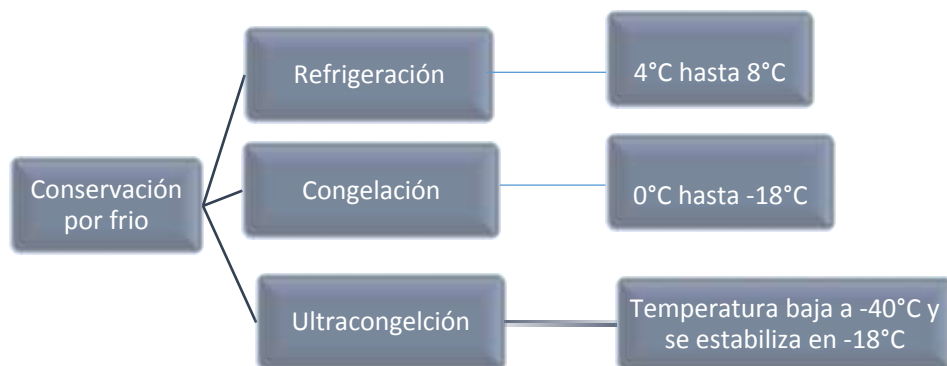 Refrigeración
4°C hasta 8°C
Conservación
por frio
Congelación
0°C hasta -18°C
Ultracongelción
Temperatura baja a -40°C y
se estabiliza en -18°C